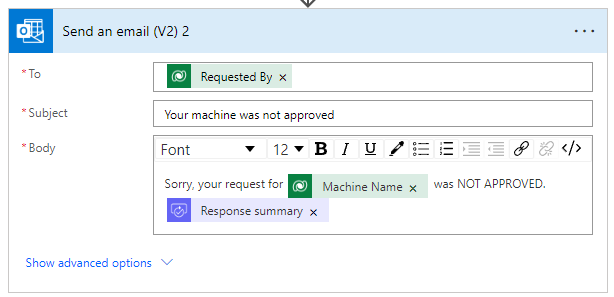 Send an email (V2) 2
* To
Requested By ×
* Subject
Your machine was not approved
* Body
Font 12 B I U </>
Sorry, your request for Machine Name × was NOT APPROVED.
Response summary ×
Show advanced options